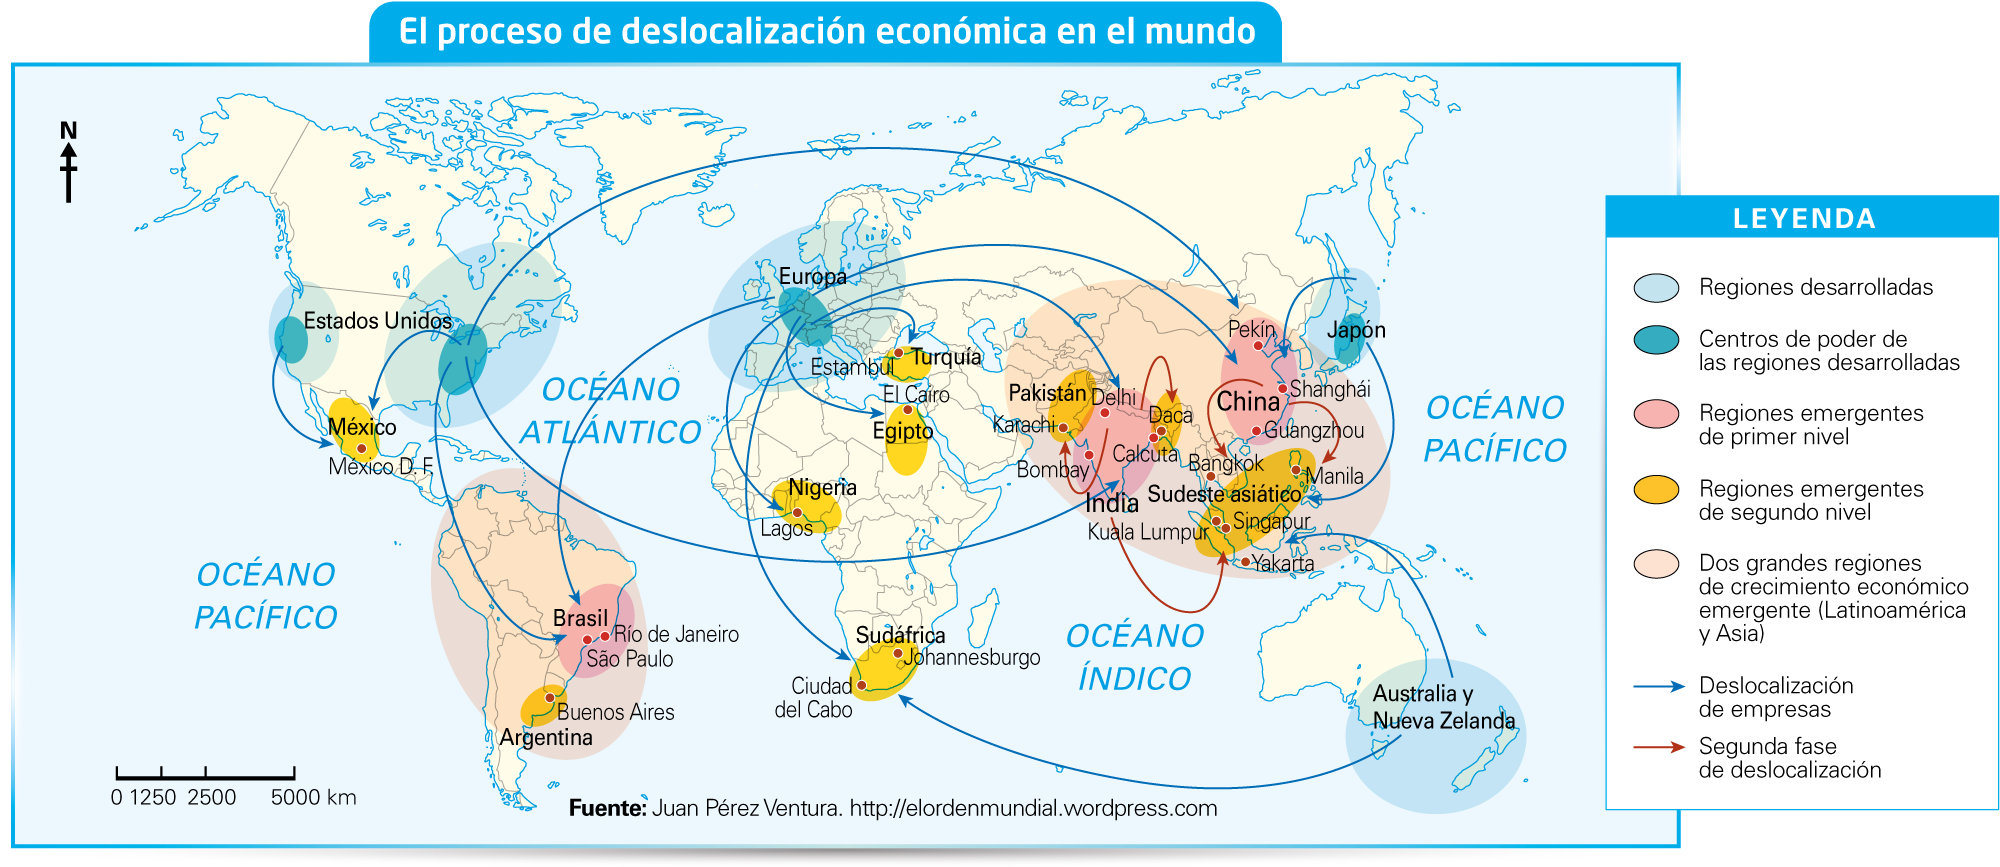 El proceso de deslocalización económica en el mundo
N
Estados Unidos
México
México D. F.
OCÉANO
PACÍFICO
OCÉANO
ATLÁNTICO
Europa
Estambul
Turquía
El Cairo
Egipto
Nigeria
Lagos
Brasil
Río de Janeiro
São Paulo
Buenos Aires
Argentina
Sudáfrica
Johannesburgo
Ciudad
del Cabo
OCÉANO
ÍNDICO
Pakistán
Delhi
Karachi
Daca
Bombay
Calcuta
India
Pekín
Shanghái
China
Guangzhou
Bangkok
Manila
Sudeste asiático
Kuala Lumpur
Singapur
Yakarta
Japón
OCÉANO
PACÍFICO
Australia y
Nueva Zelanda
0 1250 2500 5000 km
Fuente: Juan Pérez Ventura. http://elordenmundial.wordpress.com
LEYENDA
Regiones desarrolladas
Centros de poder de
las regiones desarrolladas
Regiones emergentes
de primer nivel
Regiones emergentes
de segundo nivel
Dos grandes regiones
de crecimiento económico
emergente (Latinoamérica
y Asia)
Deslocalización
de empresas
Segunda fase
de deslocalización